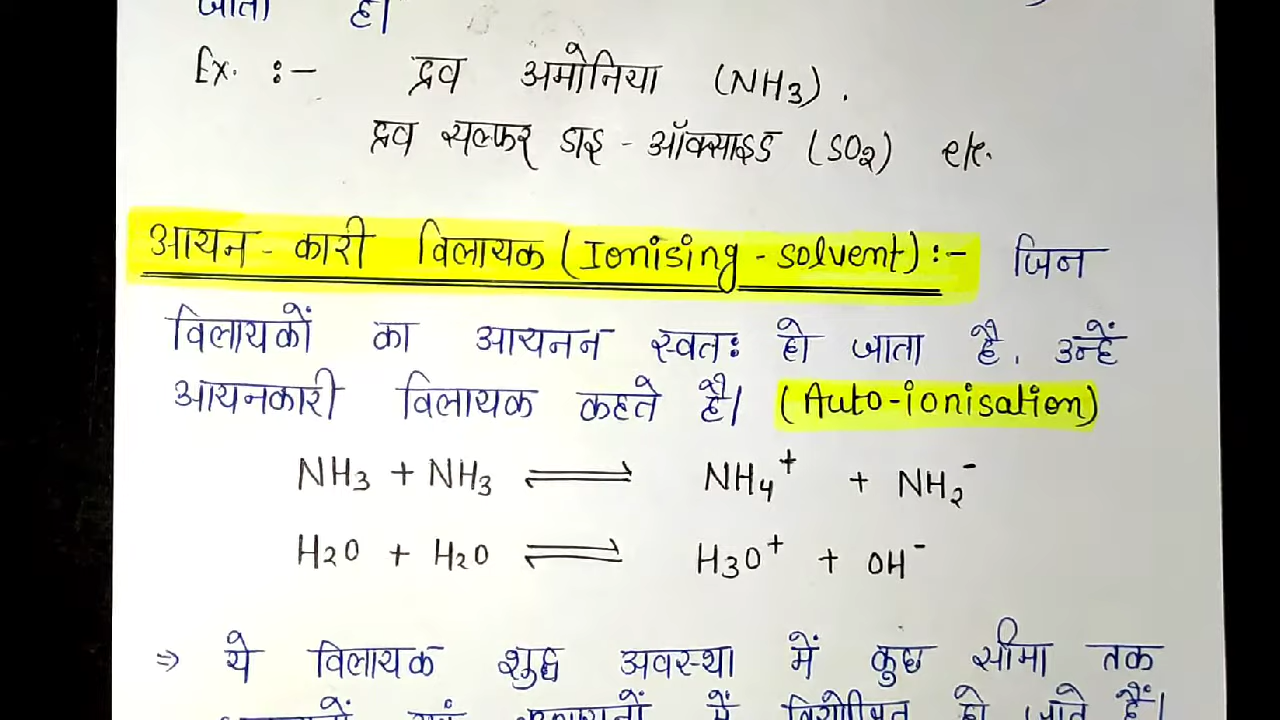 जाता है।
Ex. :- द्रव अमोनिया (NH3).
द्रव सल्फर डाइ - ऑक्साइड (SO2) etc.
आयन - कारी विलायक (Ionising - solvent) :- जिन
विलायकों का आयनन स्वतः हो जाता है. उन्हें
आयनकारी विलायक कहते है। (Auto-ionisation)
NH3 + NH3 ⇌ NH4+ + NH2-
H2O + H2O ⇌ H3O+ + OH-
⇒ ये विलायक शुद्ध अवस्था में कुछ सीमा तक
एवं में वियोजित हो जाते हैं।